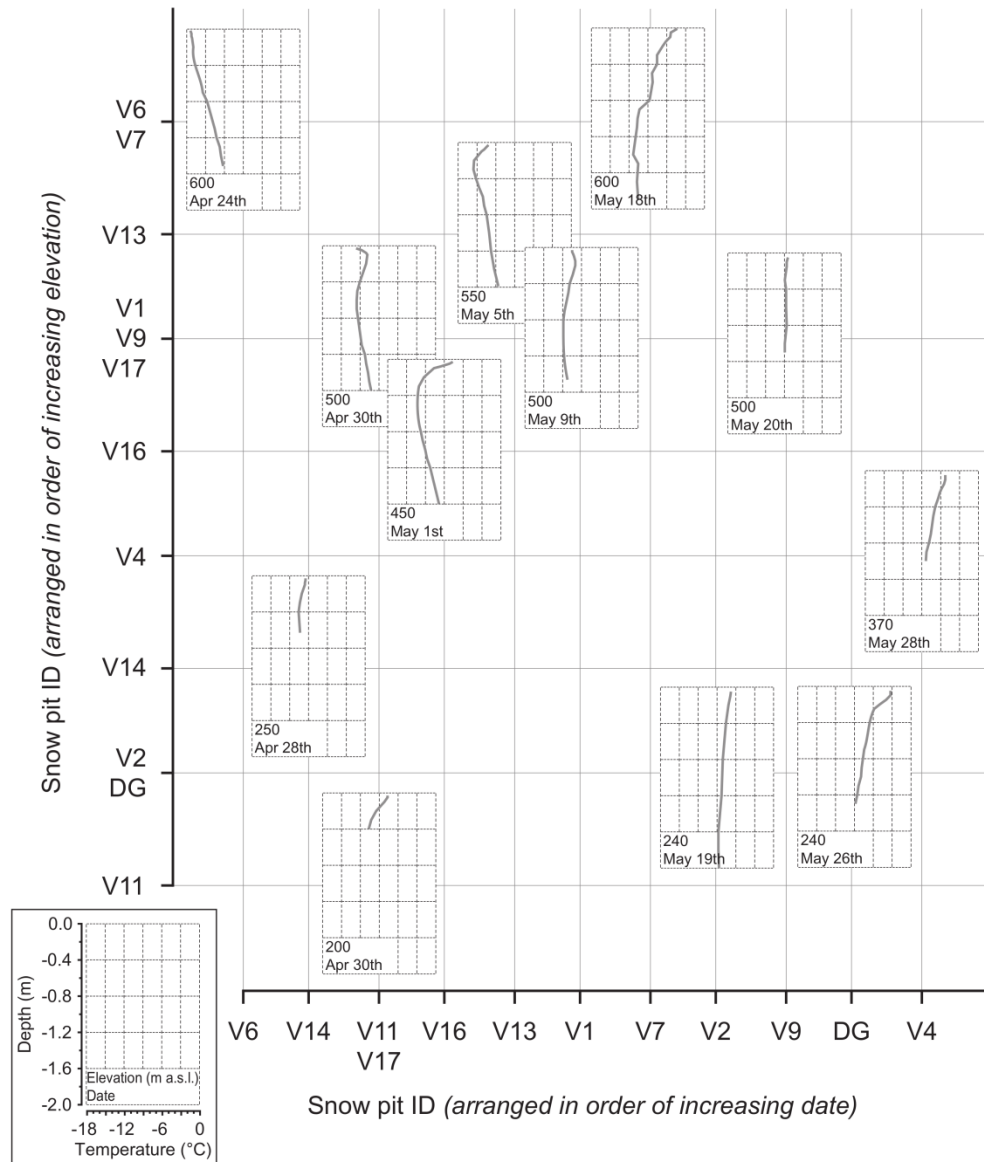 600
Apr 24th
600
May 18th
550
May 5th
500
Apr 30th
500
May 9th
500
May 20th
450
May 1st
370
May 28th
250
Apr 28th
240
May 19th
240
May 26th
200
Apr 30th
V6
V7
V13
V1
V9
V17
V16
V4
V14
V2
DG
V11
Snow pit ID (arranged in order of increasing elevation)
V6 V14 V11 V16 V13 V1 V7 V2 V9 DG V4
V17
Snow pit ID (arranged in order of increasing date)
0.0
-0.4
-0.8
-1.2
-1.6
-2.0
Depth (m)
Elevation (m a.s.l.)
Date
-18 -12 -6 0
Temperature (°C)